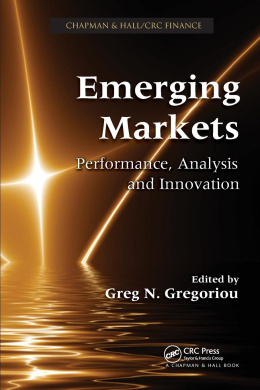 CHAPMAN & HALL/CRC FINANCE
Emerging
Markets
Performance, Analysis
and Innovation
Edited by
Greg N. Gregoriou
CRC
CRC Press
Taylor & Francis Group
A CHAPMAN & HALL BOOK